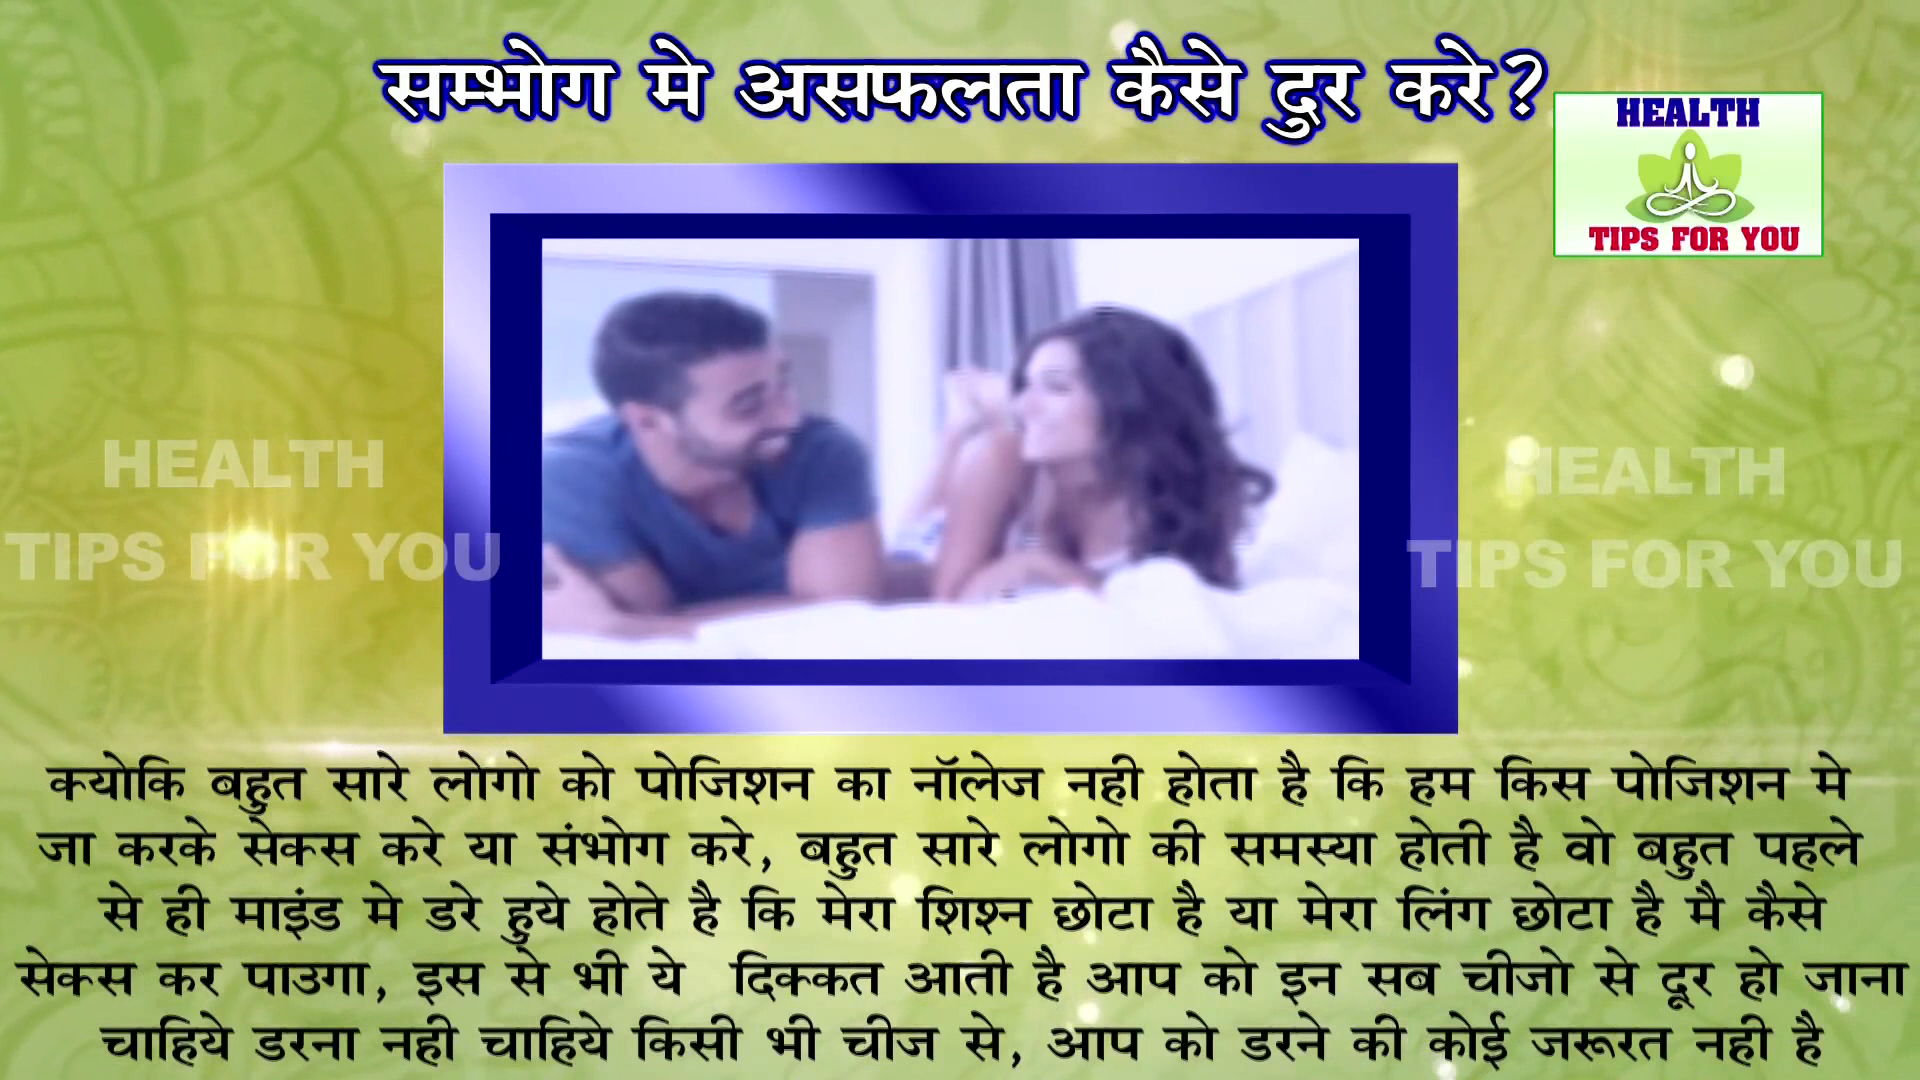 सम्भोग मे असफलता कैसे दुर करे?
HEALTH
TIPS FOR YOU
HEALTH
TIPS FOR YOU
HEALTH
TIPS FOR YOU
क्योकि बहुत सारे लोगो को पोजिशन का नॉलेज नही होता है कि हम किस पोजिशन मे
जा करके सेक्स करे या संभोग करे, बहुत सारे लोगो की समस्या होती है वो बहुत पहले
से ही माइंड मे डरे हुये होते है कि मेरा शिश्न छोटा है या मेरा लिंग छोटा है मै कैसे
सेक्स कर पाउगा, इस से भी ये दिक्कत आती है आप को इन सब चीजो से दूर हो जाना
चाहिये डरना नही चाहिये किसी भी चीज से, आप को डरने की कोई जरूरत नही है